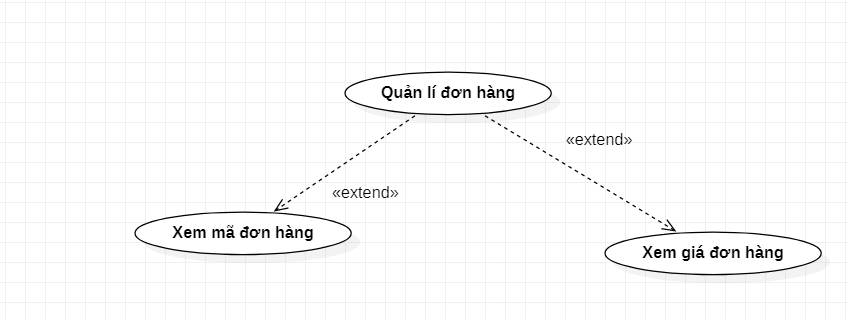 Quản lí đơn hàng
«extend»
«extend»
Xem mã đơn hàng
Xem giá đơn hàng